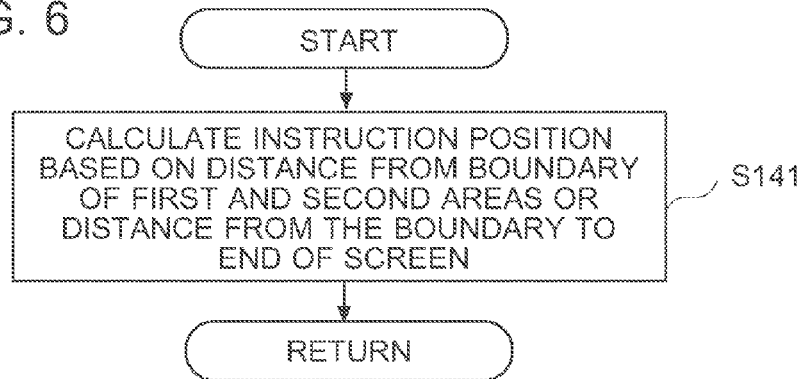 G. 6
START
CALCULATE INSTRUCTION POSITION
BASED ON DISTANCE FROM BOUNDARY
OF FIRST AND SECOND AREAS OR
DISTANCE FROM THE BOUNDARY TO
END OF SCREEN
S141
RETURN